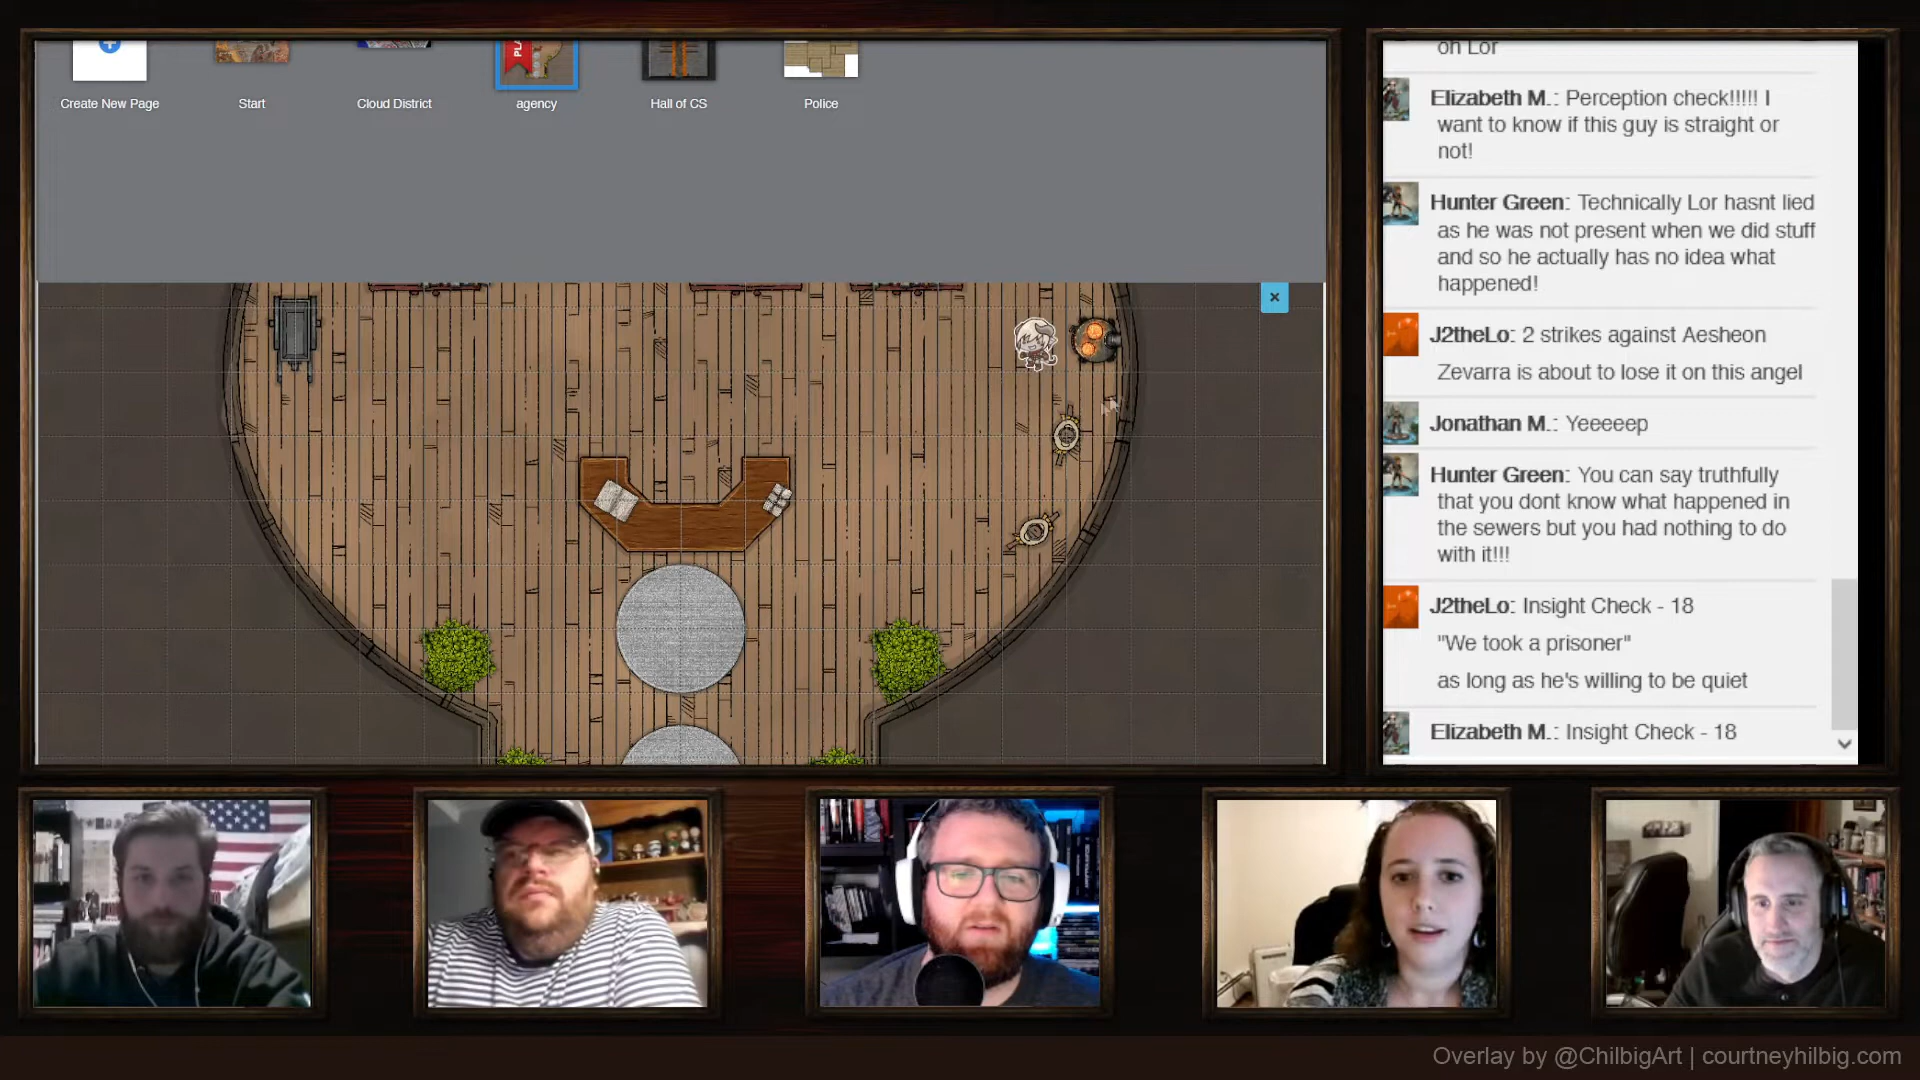 Create New Page
Start
Cloud District
agency
Hall of CS
Police
PLA
oh Lor
Elizabeth M.: Perception check!!!!! I
want to know if this guy is straight or
not!
Hunter Green: Technically Lor hasnt lied
as he was not present when we did stuff
and so he actually has no idea what
happened!
J2theLo: 2 strikes against Aesheon
Zevarra is about to lose it on this angel
Jonathan M.: Yeeeeep
Hunter Green: You can say truthfully
that you dont know what happened in
the sewers but you had nothing to do
with it!!!
J2theLo: Insight Check - 18
"We took a prisoner"
as long as he's willing to be quiet
Elizabeth M.: Insight Check - 18
Overlay by @ChilbigArt | courtneyhilbig.com